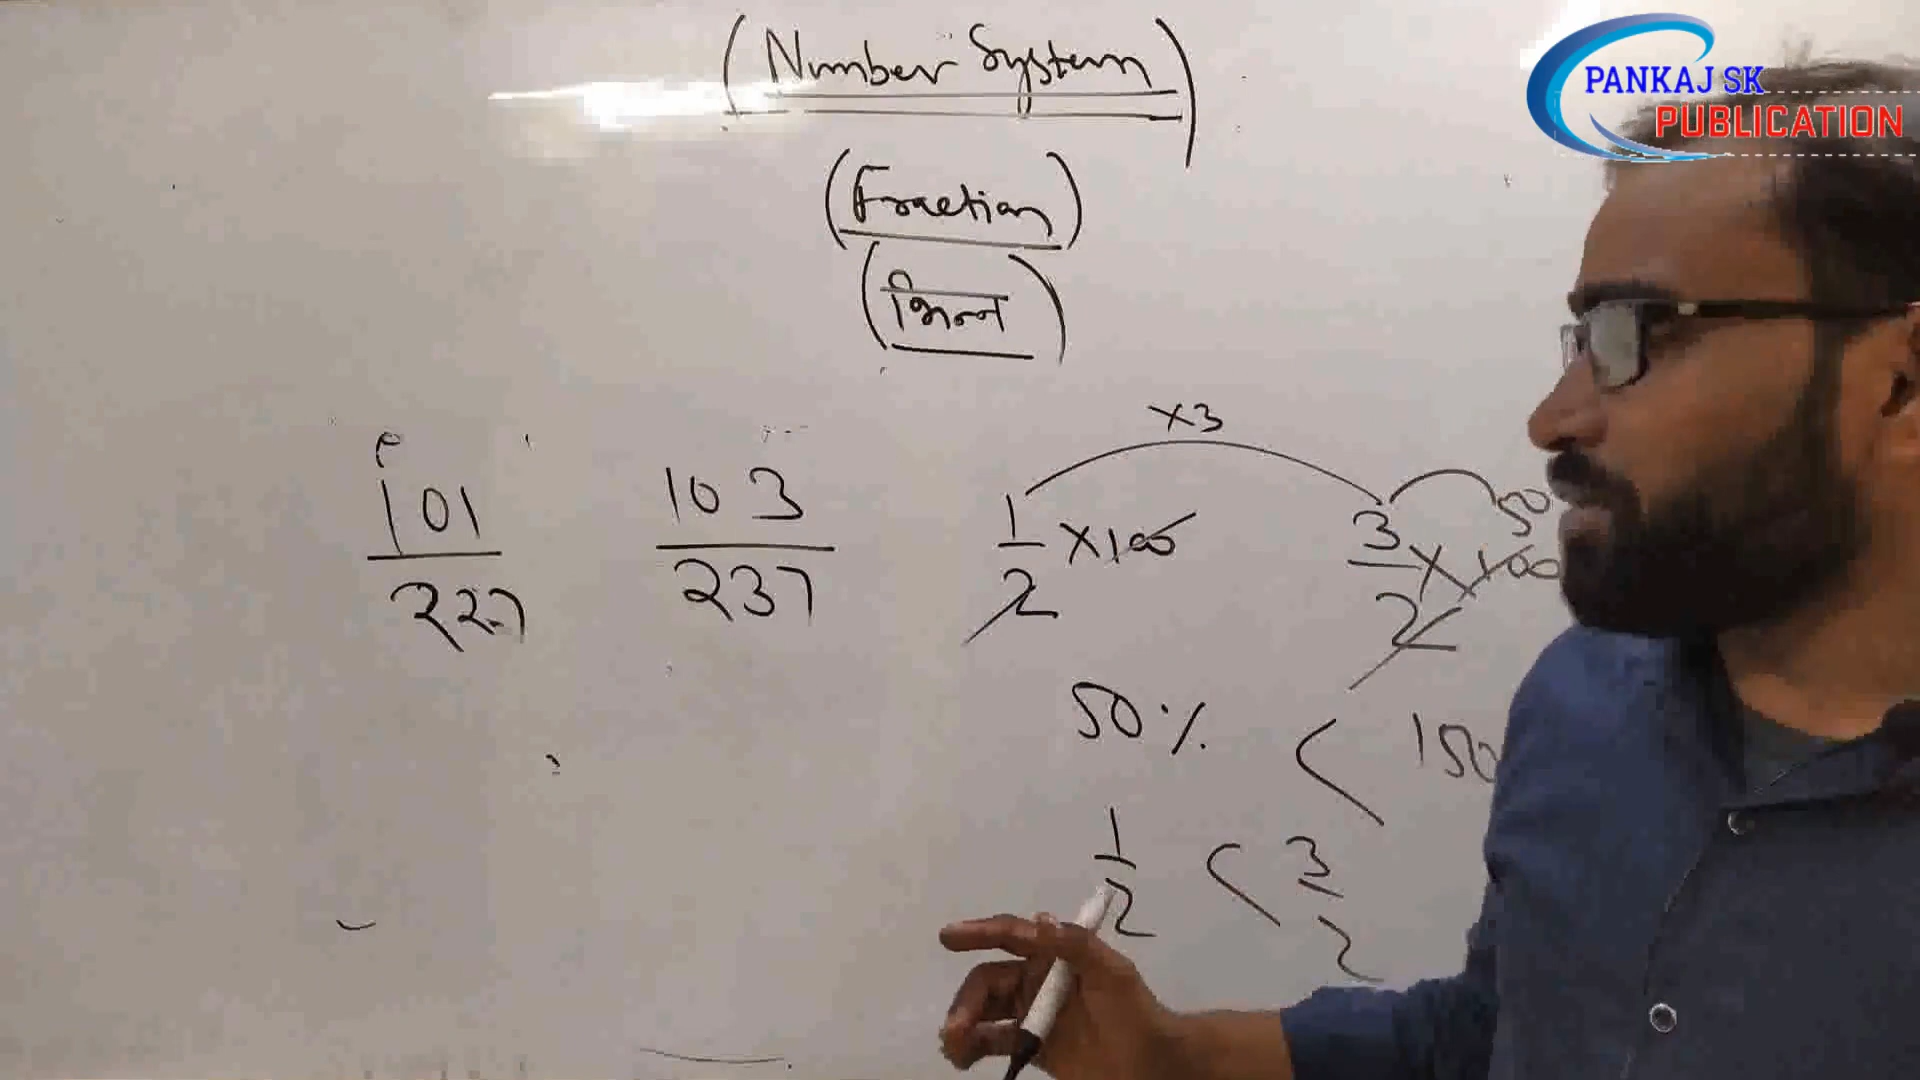 PANKAJ SK
PUBLICATION
(Number System)
(Fraction)
(भिन्न)
101/227 103/237
×3
1/2 ×100 3/2 ×100
50
50% < 150
1/2 < 3/2